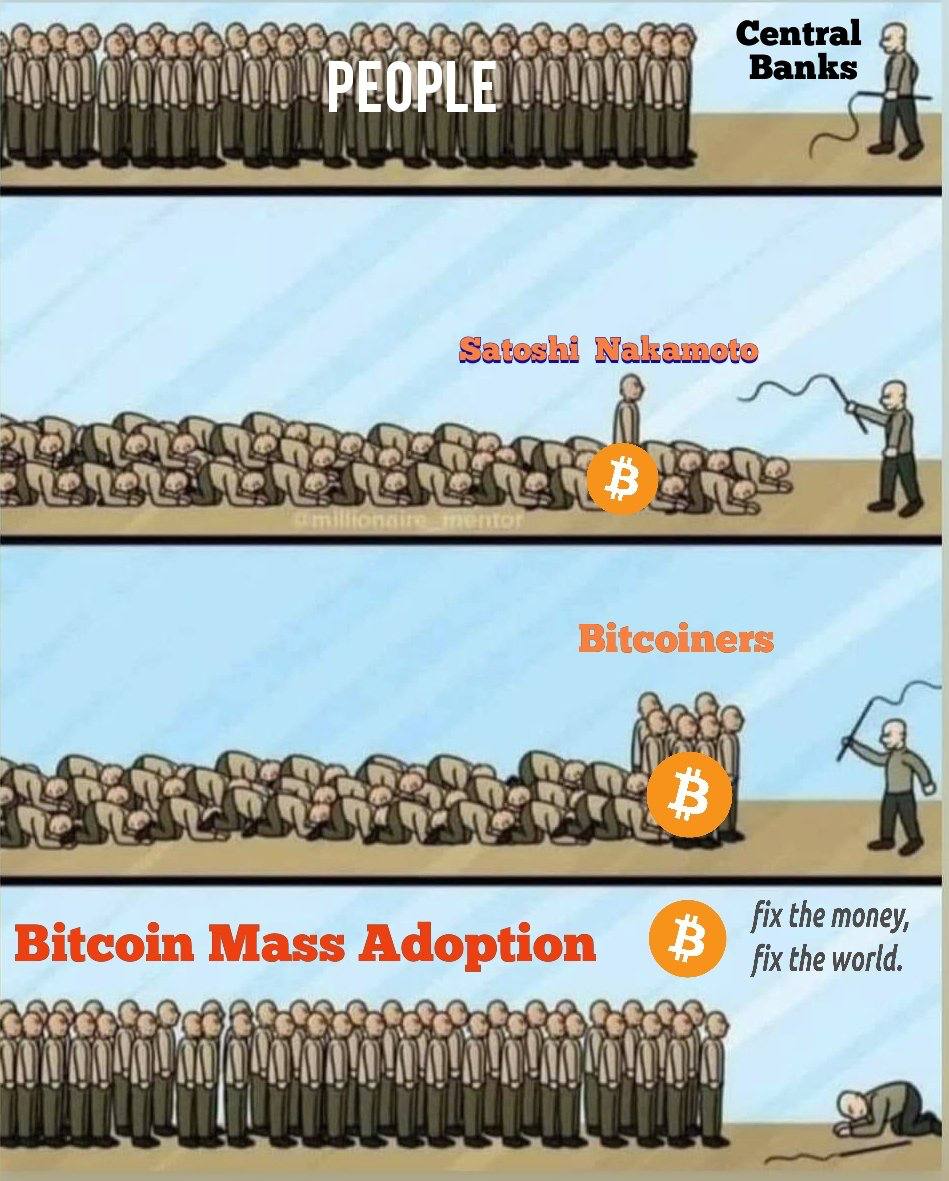 Central
Banks
PEOPLE
Satoshi Nakamoto
@millionaire_mentor
Bitcoiners
Bitcoin Mass Adoption
fix the money,
fix the world.